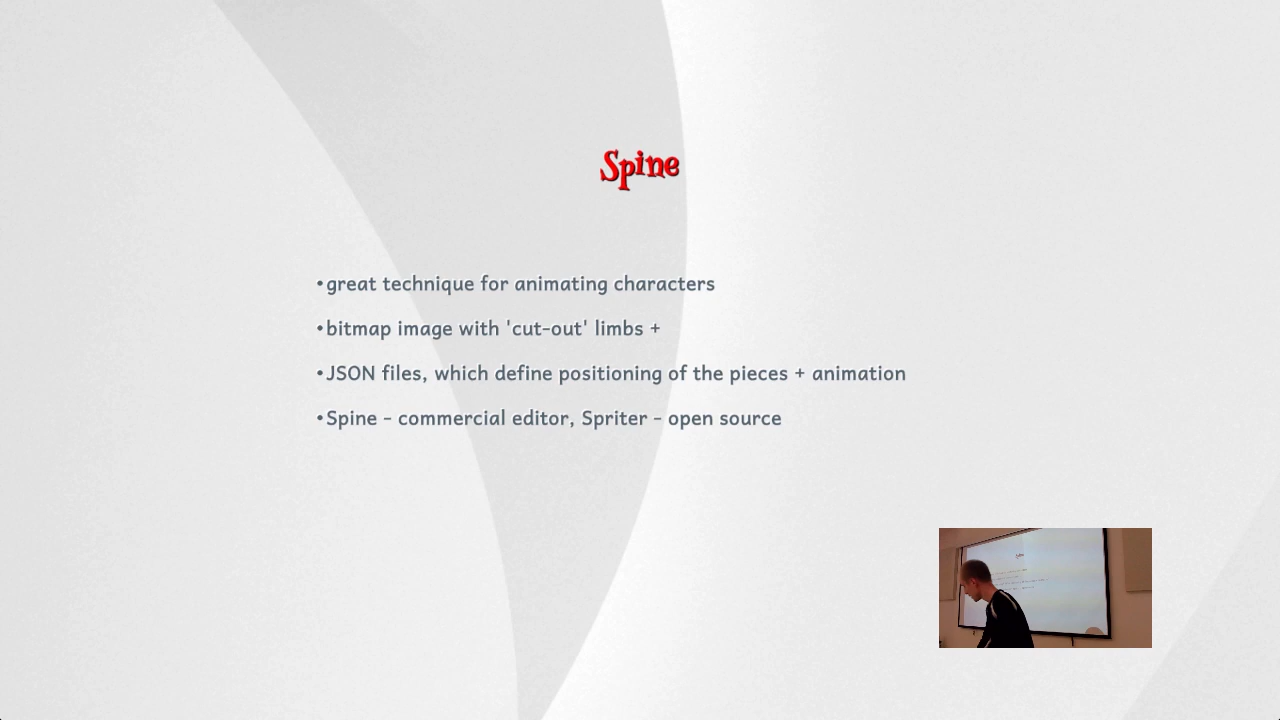 Spine
•great technique for animating characters
•bitmap image with 'cut-out' limbs +
•JSON files, which define positioning of the pieces + animation
•Spine - commercial editor, Spriter - open source